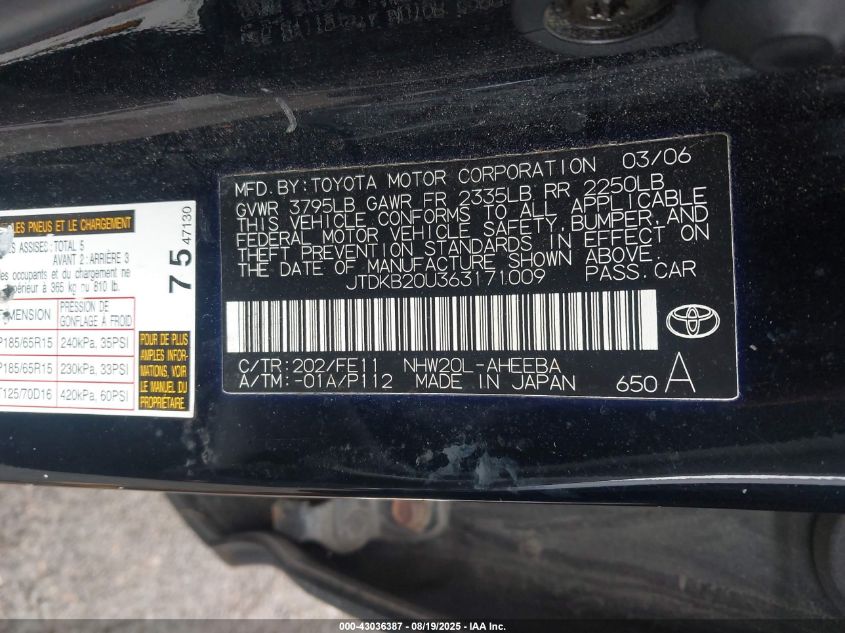 MFD. BY: TOYOTA MOTOR CORPORATION 03/06
GVWR 3795LB GAWR FR 2335LB RR 2250LB
THIS VEHICLE CONFORMS TO ALL APPLICABLE
FEDERAL MOTOR VEHICLE SAFETY, BUMPER, AND
THEFT PREVENTION STANDARDS IN EFFECT ON
THE DATE OF MANUFACTURE SHOWN ABOVE.
JTDKB20U363171009 PASS. CAR
C/TR: 202/FE11 NHW20L-AHEEBA
A/TM: -01A/P112 MADE IN JAPAN 650 A
LES PNEUS ET LE CHARGEMENT
ASSISES: TOTAL 5
AVANT 2: ARRIÈRE 3
des occupants et du chargement ne
365 kg ou 810 lb.
75 47130
PRESSION DE
GONFLAGE À FROID
P185/65R15 240kPa, 35PSI
P185/65R15 230kPa, 33PSI
T125/70D16 420kPa, 60PSI
POUR DE PLUS
AMPLES INFOR-
MATIONS, VOIR
LE MANUEL DU
PROPRIÉTAIRE
000-43036387 - 08/19/2025 - IAA Inc.